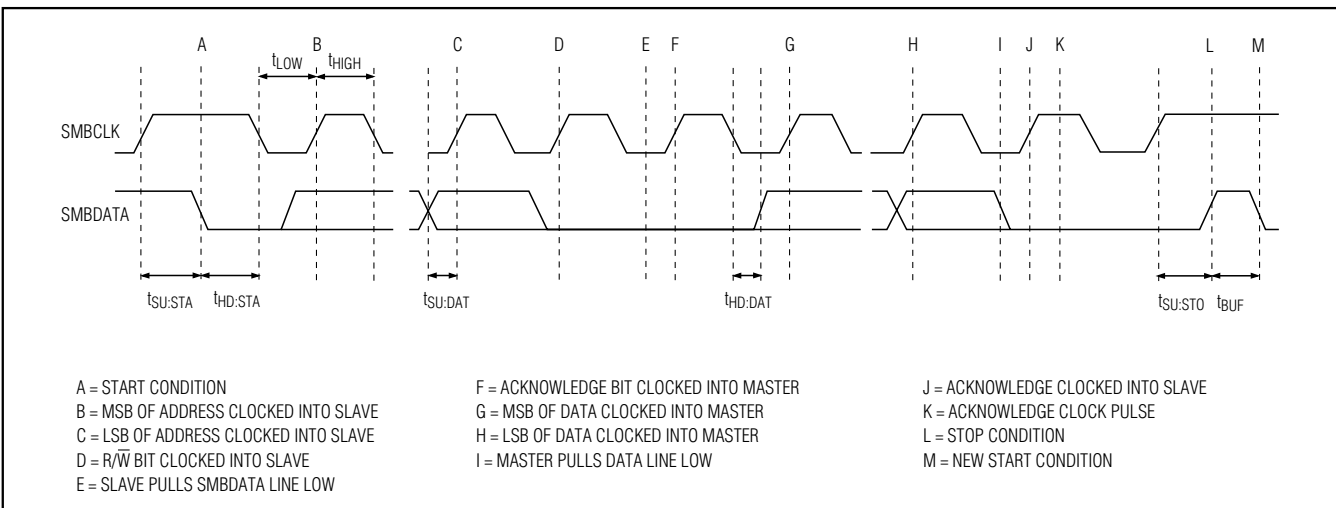 A B C D E F G H I J K L M
tLOW tHIGH
SMBCLK
SMBDATA
tSU:STA tHD:STA tSU:DAT tHD:DAT tSU:STO tBUF
A = START CONDITION
B = MSB OF ADDRESS CLOCKED INTO SLAVE
C = LSB OF ADDRESS CLOCKED INTO SLAVE
D = R/W̅ BIT CLOCKED INTO SLAVE
E = SLAVE PULLS SMBDATA LINE LOW
F = ACKNOWLEDGE BIT CLOCKED INTO MASTER
G = MSB OF DATA CLOCKED INTO MASTER
H = LSB OF DATA CLOCKED INTO MASTER
I = MASTER PULLS DATA LINE LOW
J = ACKNOWLEDGE CLOCKED INTO SLAVE
K = ACKNOWLEDGE CLOCK PULSE
L = STOP CONDITION
M = NEW START CONDITION